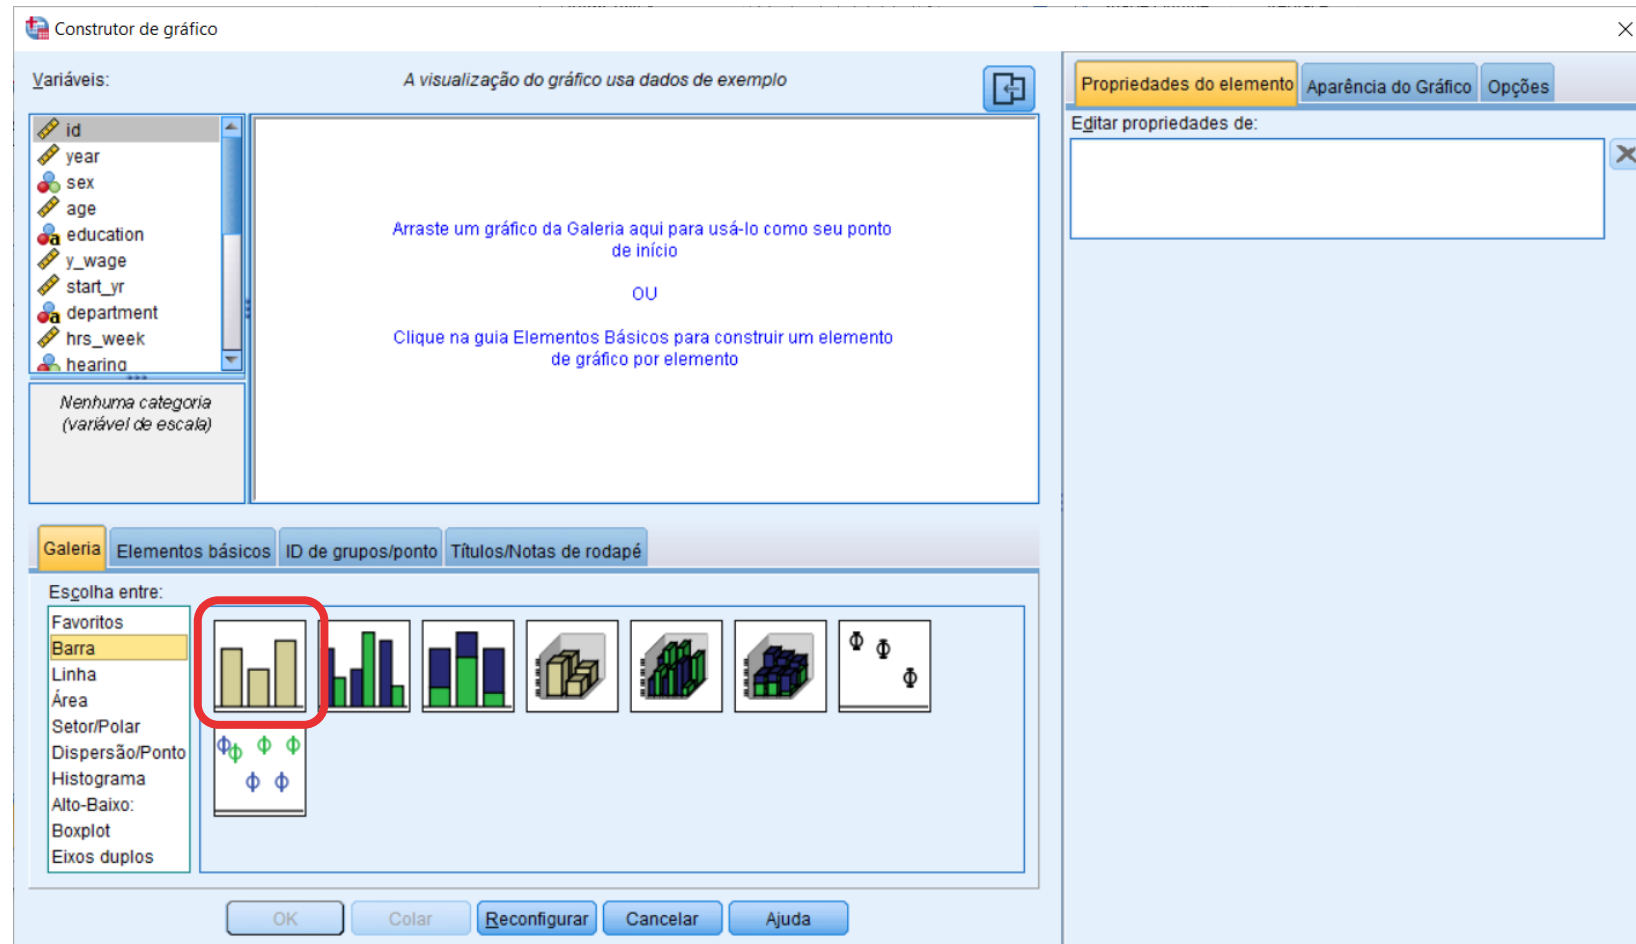 Construtor de gráfico
Variáveis:
A visualização do gráfico usa dados de exemplo
id
year
sex
age
education
y_wage
start_yr
department
hrs_week
hearing
Nenhuma categoria
(variável de escala)
Arraste um gráfico da Galeria aqui para usá-lo como seu ponto
de início
OU
Clique na guia Elementos Básicos para construir um elemento
de gráfico por elemento
Propriedades do elemento
Aparência do Gráfico
Opções
Editar propriedades de:
Galeria
Elementos básicos
ID de grupos/ponto
Títulos/Notas de rodapé
Escolha entre:
Favoritos
Barra
Linha
Área
Setor/Polar
Dispersão/Ponto
Histograma
Alto-Baixo:
Boxplot
Eixos duplos
OK
Colar
Reconfigurar
Cancelar
Ajuda